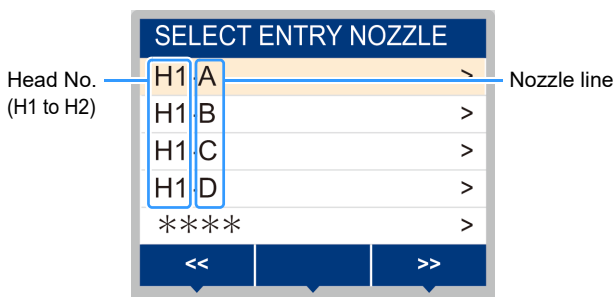 SELECT ENTRY NOZZLE
Head No.
(H1 to H2)
H1-A >
Nozzle line
H1-B >
H1-C >
H1-D >
**** >
<< >>